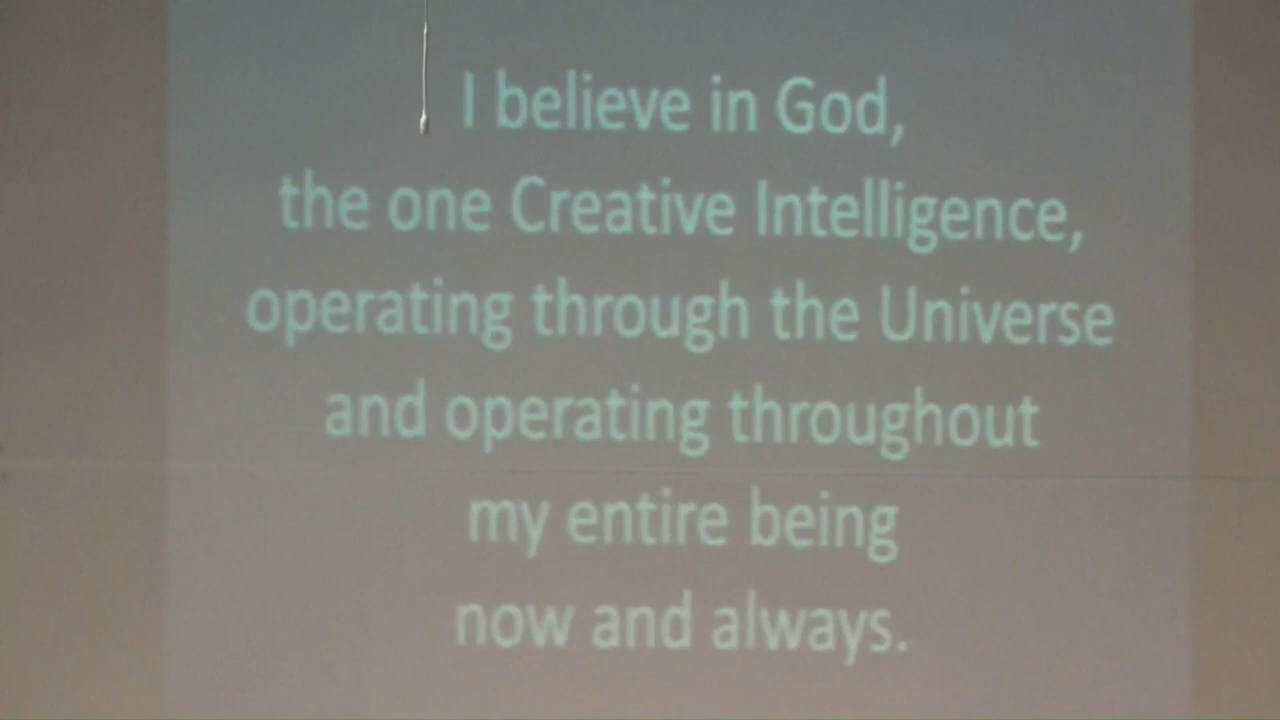 I believe in God,
the one Creative Intelligence,
operating through the Universe
and operating throughout
my entire being
now and always.